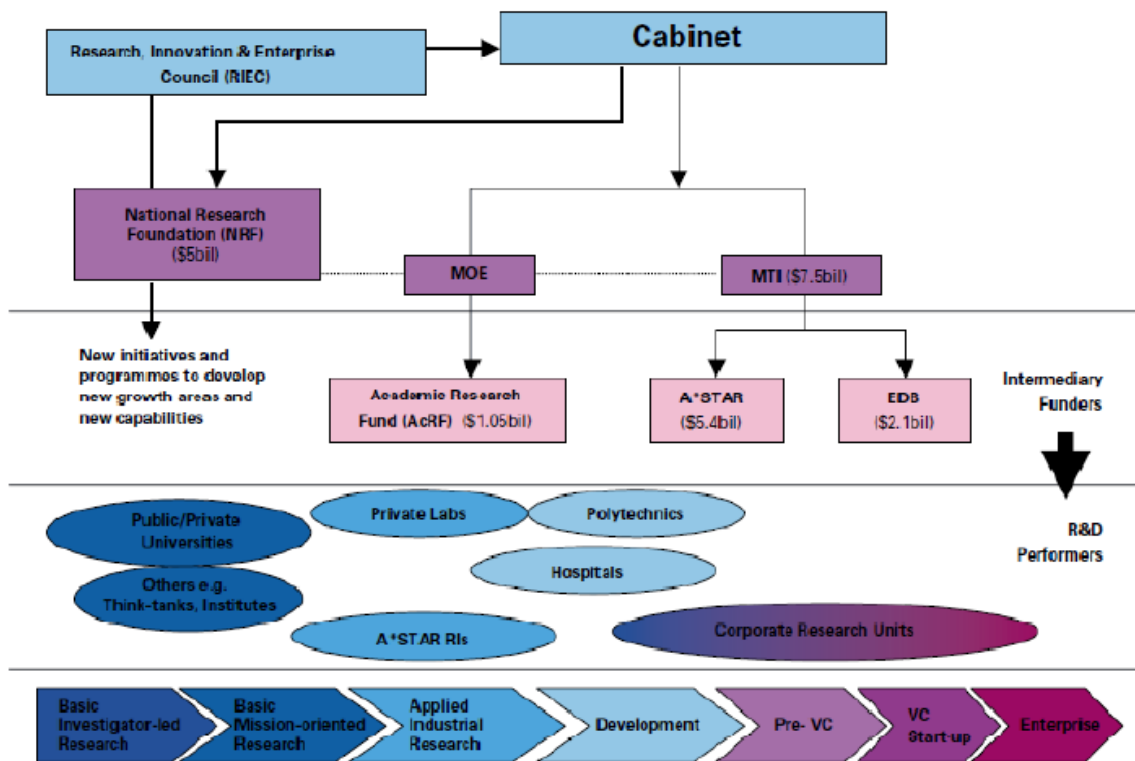 Cabinet
Research, Innovation & Enterprise
Council (RIEC)
National Research
Foundation (NRF)
($5bil)
MOE
MTI ($7.5bil)
New initiatives and
programmes to develop
new growth areas and
new capabilities
Academic Research
Fund (AcRF) ($1.05bil)
A*STAR
($5.4bil)
EDB
($2.1bil)
Intermediary
Funders
Public/Private
Universities
Private Labs
Polytechnics
R&D
Performers
Hospitals
Others e.g.
Think-tanks, Institutes
A*STAR RIs
Corporate Research Units
Basic
Investigator-led
Research
Basic
Mission-oriented
Research
Applied
Industrial
Research
Development
Pre- VC
VC
Start-up
Enterprise